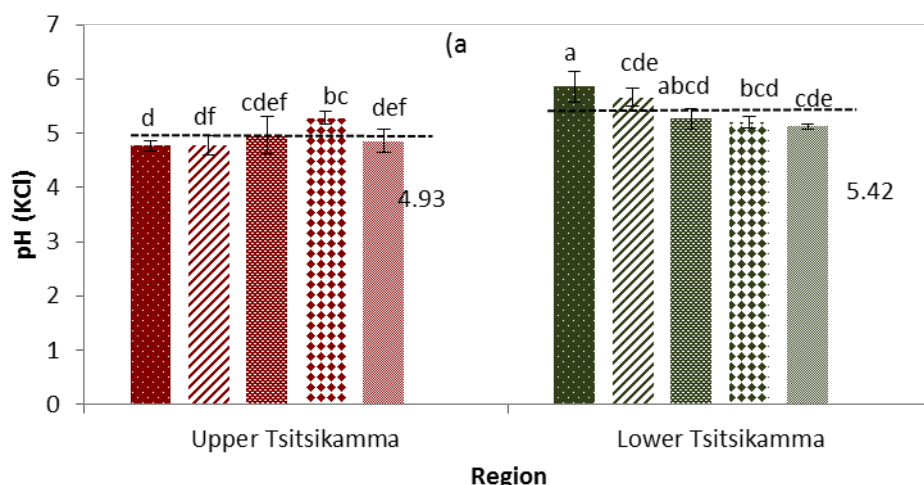 (a
7
6
5
4
3
2
1
0
pH (KCl)
d
df
cdef
bc
def
4.93
a
cde
abcd
bcd
cde
5.42
Upper Tsitsikamma
Lower Tsitsikamma
Region